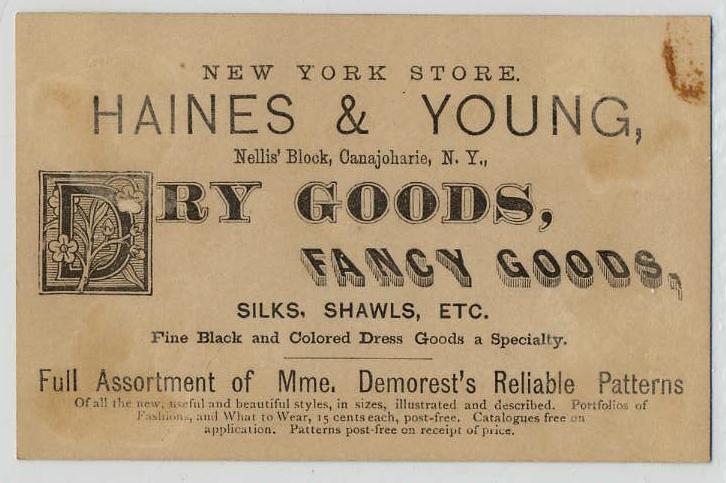 NEW YORK STORE.
HAINES & YOUNG,
Nellis' Block, Canajoharie, N. Y.,
DRY GOODS,
FANCY GOODS,
SILKS, SHAWLS, ETC.
Fine Black and Colored Dress Goods a Specialty.
Full Assortment of Mme. Demorest's Reliable Patterns
Of all the new, useful and beautiful styles, in sizes, illustrated and described. Portfolios of
Fashions, and What to Wear, 15 cents each, post-free. Catalogues free on
application. Patterns post-free on receipt of price.